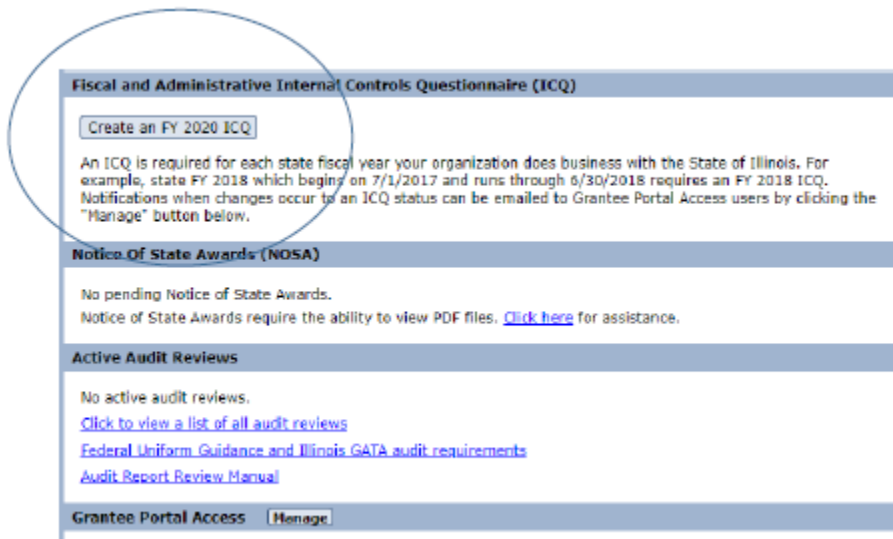 Fiscal and Administrative Internal Controls Questionnaire (ICQ)
Create an FY 2020 ICQ
An ICQ is required for each state fiscal year your organization does business with the State of Illinois. For
example, state FY 2018 which begins on 7/1/2017 and runs through 6/30/2018 requires an FY 2018 ICQ.
Notifications when changes occur to an ICQ status can be emailed to Grantee Portal Access users by clicking the
"Manage" button below.
Notice Of State Awards (NOSA)
No pending Notice of State Awards.
Notice of State Awards require the ability to view PDF files. Click here for assistance.
Active Audit Reviews
No active audit reviews.
Click to view a list of all audit reviews
Federal Uniform Guidance and Illinois GATA audit requirements
Audit Report Review Manual
Grantee Portal Access Manage